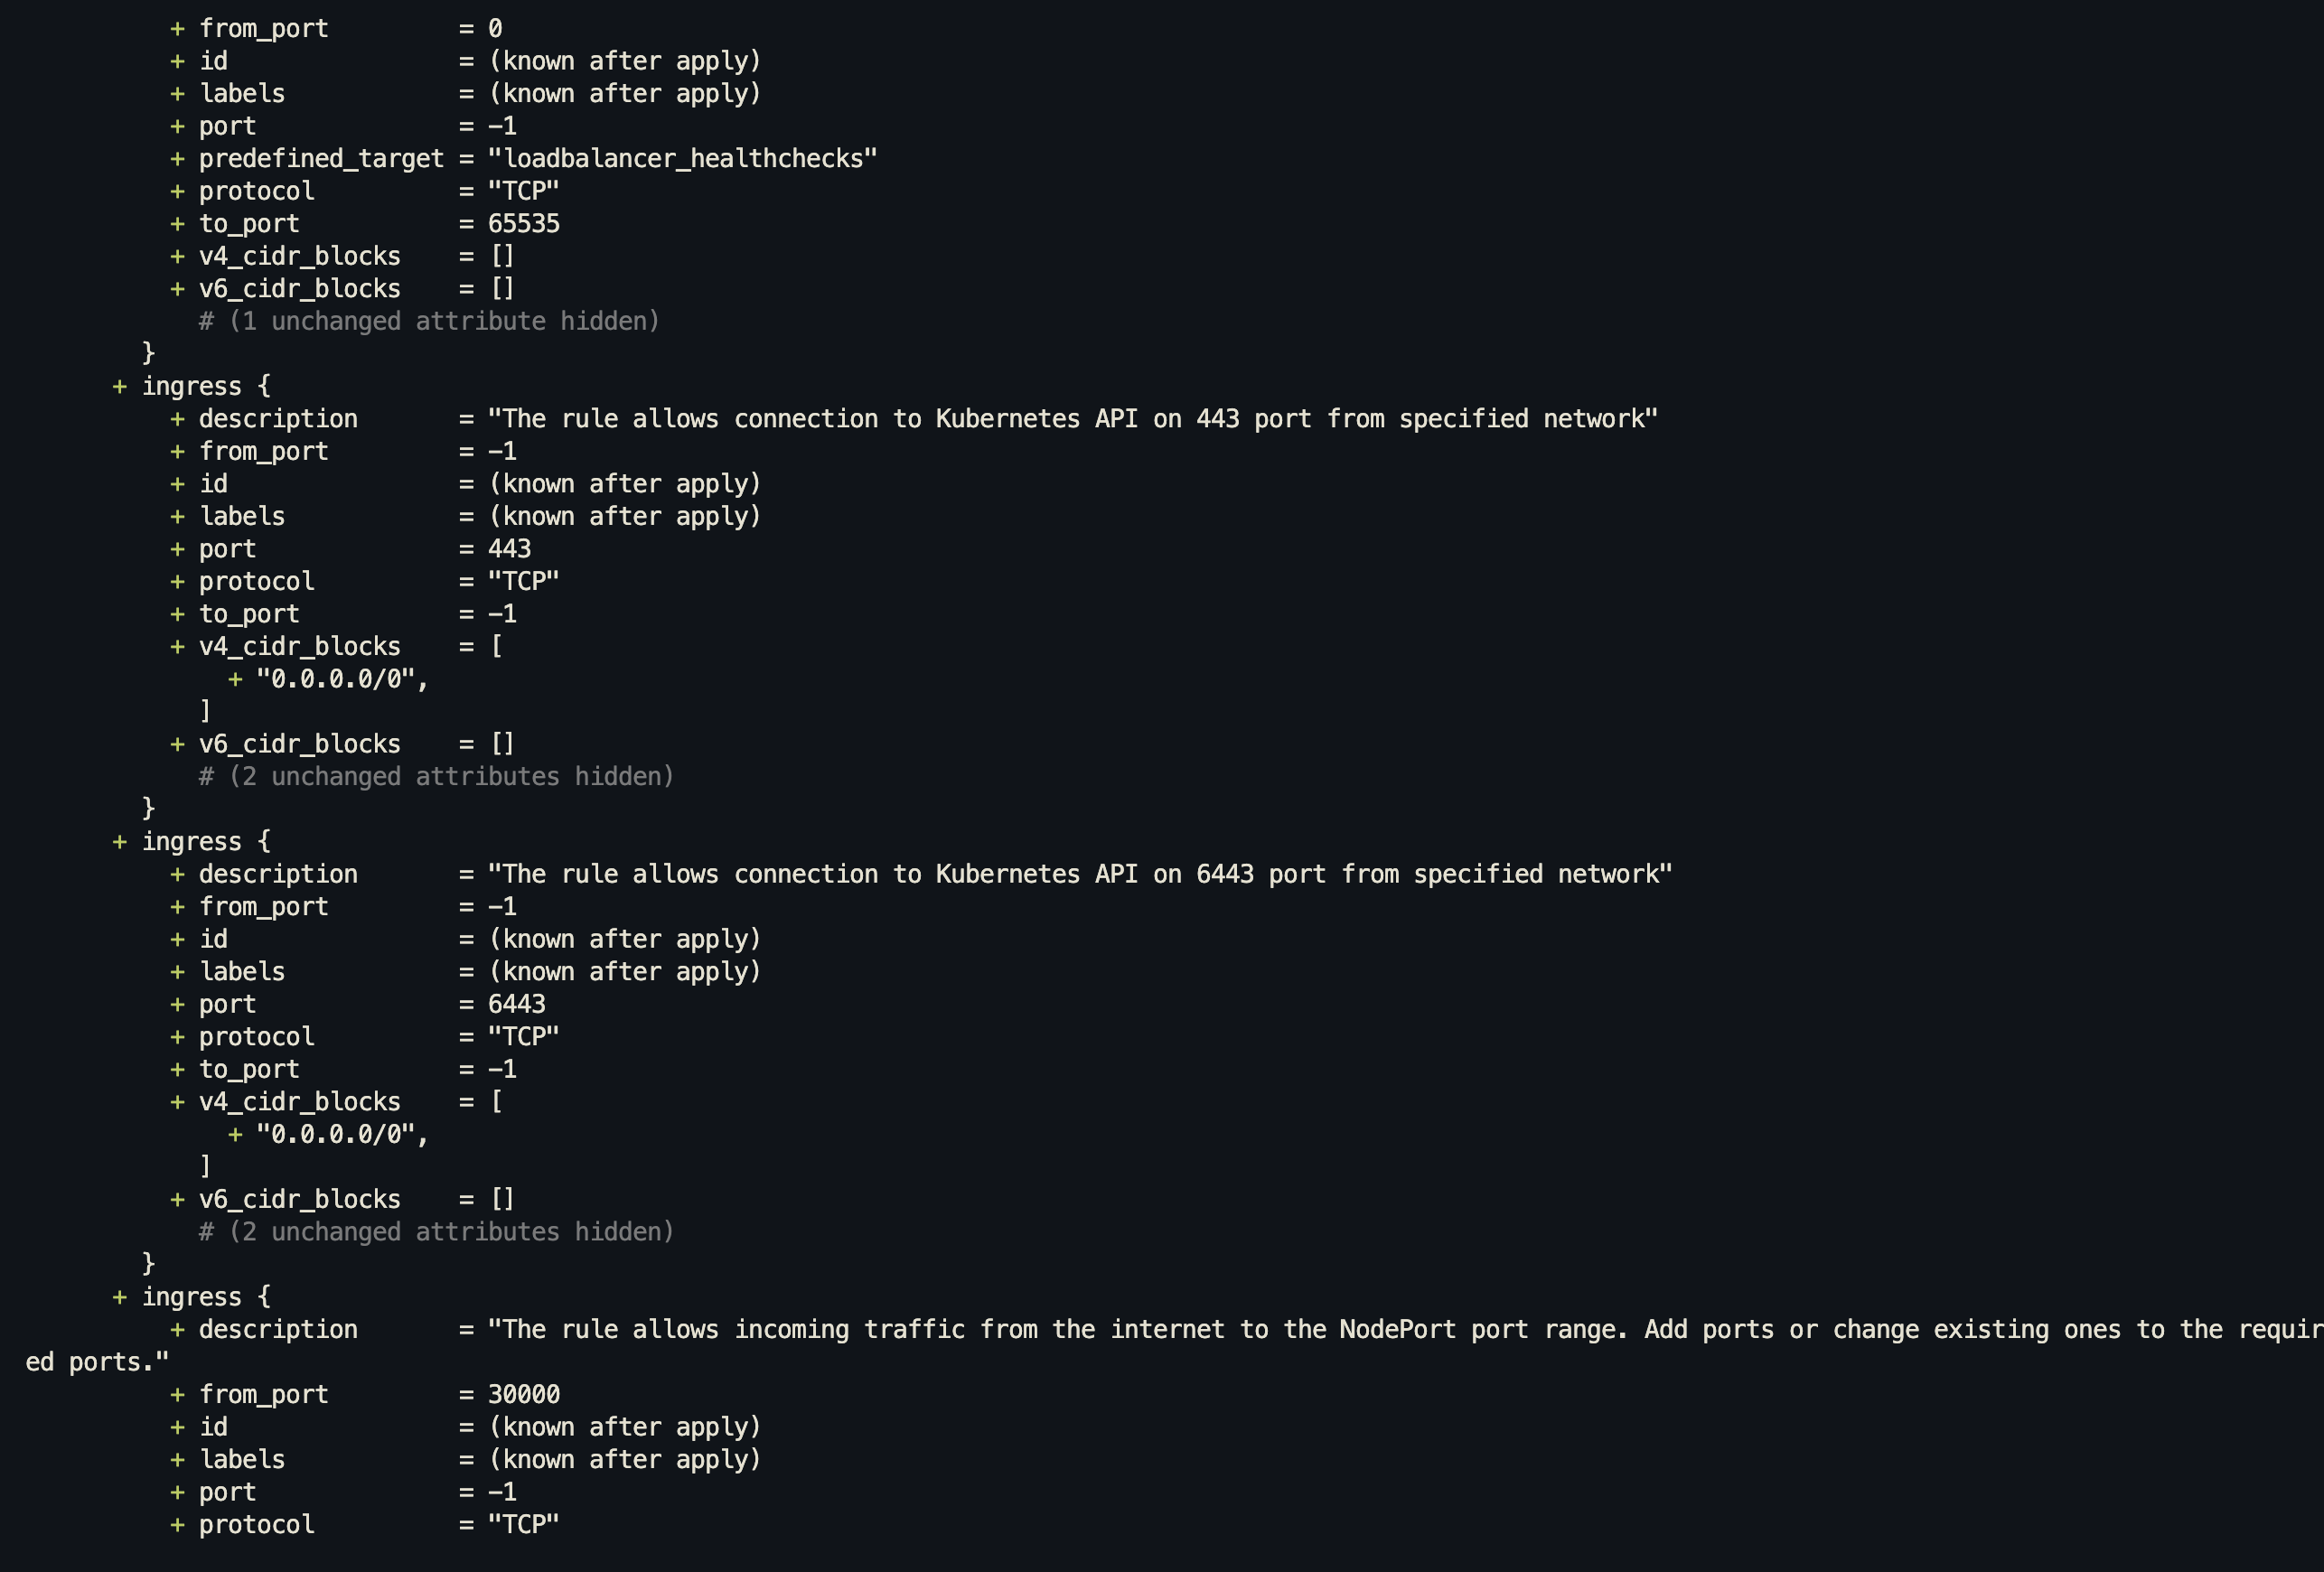 + from_port         = 0
+ id                = (known after apply)
+ labels            = (known after apply)
+ port              = -1
+ predefined_target = "loadbalancer_healthchecks"
+ protocol          = "TCP"
+ to_port           = 65535
+ v4_cidr_blocks    = []
+ v6_cidr_blocks    = []
# (1 unchanged attribute hidden)
}
+ ingress {
+ description       = "The rule allows connection to Kubernetes API on 443 port from specified network"
+ from_port         = -1
+ id                = (known after apply)
+ labels            = (known after apply)
+ port              = 443
+ protocol          = "TCP"
+ to_port           = -1
+ v4_cidr_blocks    = [
+ "0.0.0.0/0",
]
+ v6_cidr_blocks    = []
# (2 unchanged attributes hidden)
}
+ ingress {
+ description       = "The rule allows connection to Kubernetes API on 6443 port from specified network"
+ from_port         = -1
+ id                = (known after apply)
+ labels            = (known after apply)
+ port              = 6443
+ protocol          = "TCP"
+ to_port           = -1
+ v4_cidr_blocks    = [
+ "0.0.0.0/0",
]
+ v6_cidr_blocks    = []
# (2 unchanged attributes hidden)
}
+ ingress {
+ description       = "The rule allows incoming traffic from the internet to the NodePort port range. Add ports or change existing ones to the requir
ed ports."
+ from_port         = 30000
+ id                = (known after apply)
+ labels            = (known after apply)
+ port              = -1
+ protocol          = "TCP"